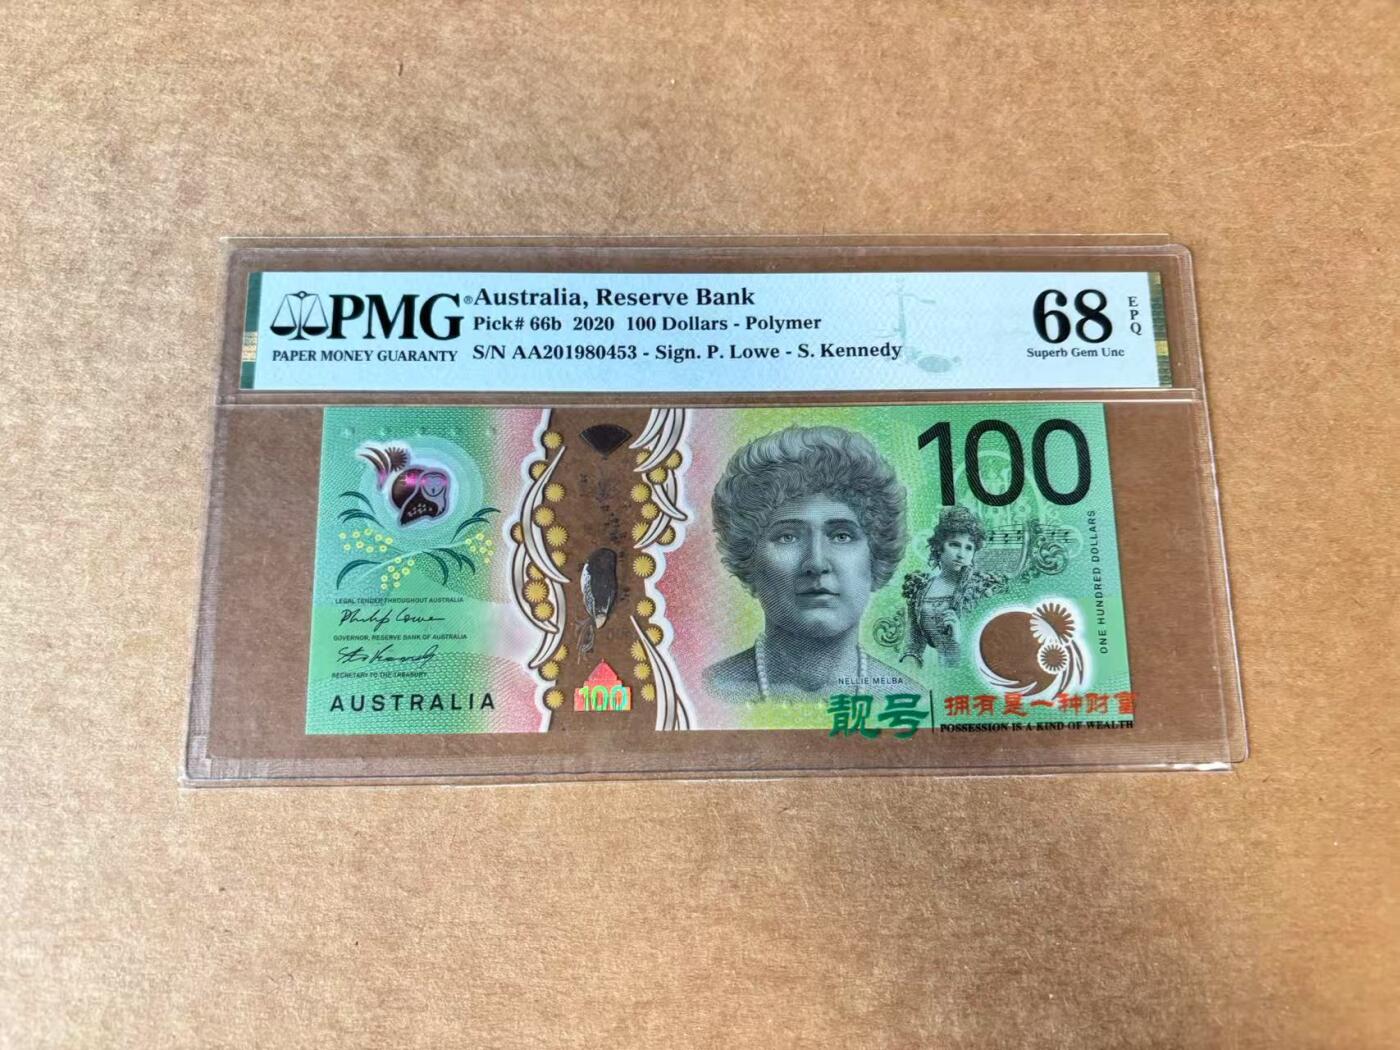 PMG®
PAPER MONEY GUARANTY
Australia, Reserve Bank
Pick# 66b 2020 100 Dollars - Polymer
S/N AA201980453 - Sign. P. Lowe - S. Kennedy
68
EPQ
Superb Gem Unc
100
ONE HUNDRED DOLLARS
LEGAL TENDER THROUGHOUT AUSTRALIA
Philip Lowe
GOVERNOR, RESERVE BANK OF AUSTRALIA
SECRETARY TO THE TREASURY
AUSTRALIA
100
NELLIE MELBA
靓号
拥有是一种财富
POSSESSION IS A KIND OF WEALTH